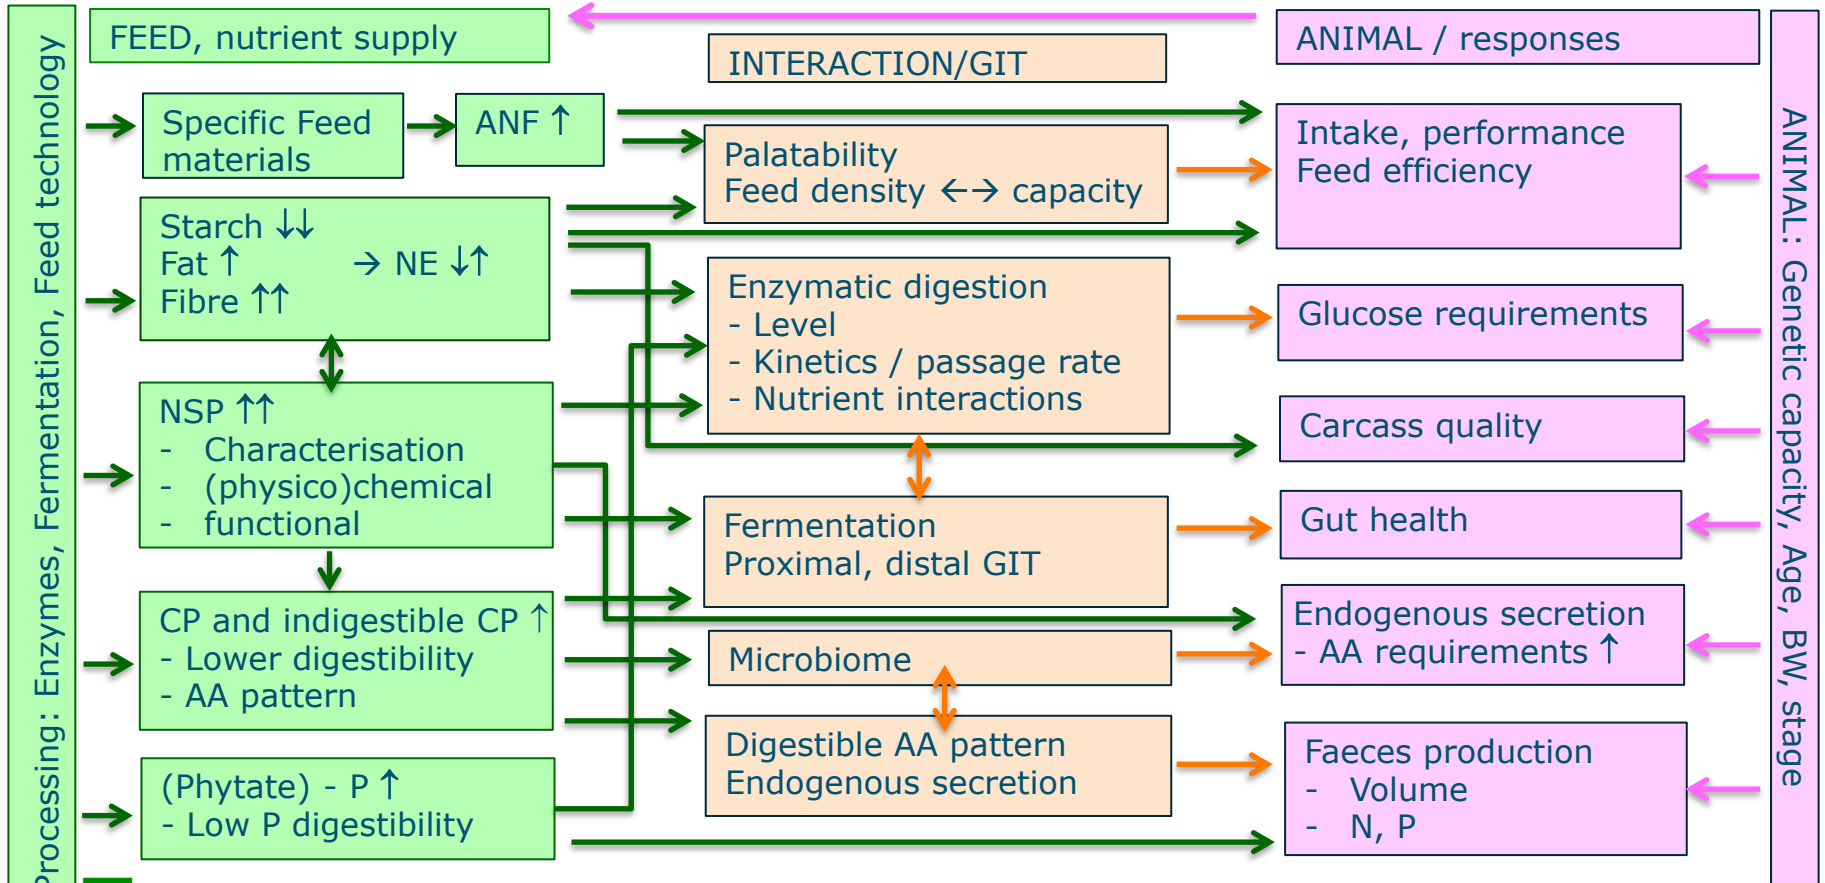 Processing: Enzymes, Fermentation, Feed technology
FEED, nutrient supply
INTERACTION/GIT
ANIMAL / responses
Specific Feed
materials
ANF ↑
Starch ↓↓
Fat ↑ → NE ↓↑
Fibre ↑↑
NSP ↑↑
- Characterisation
- (physico)chemical
- functional
CP and indigestible CP ↑
- Lower digestibility
- AA pattern
(Phytate) - P ↑
- Low P digestibility
Palatability
Feed density ←→ capacity
Enzymatic digestion
- Level
- Kinetics / passage rate
- Nutrient interactions
Fermentation
Proximal, distal GIT
Microbiome
Digestible AA pattern
Endogenous secretion
Intake, performance
Feed efficiency
Glucose requirements
Carcass quality
Gut health
Endogenous secretion
- AA requirements ↑
Faeces production
- Volume
- N, P
ANIMAL: Genetic capacity, Age, BW, stage